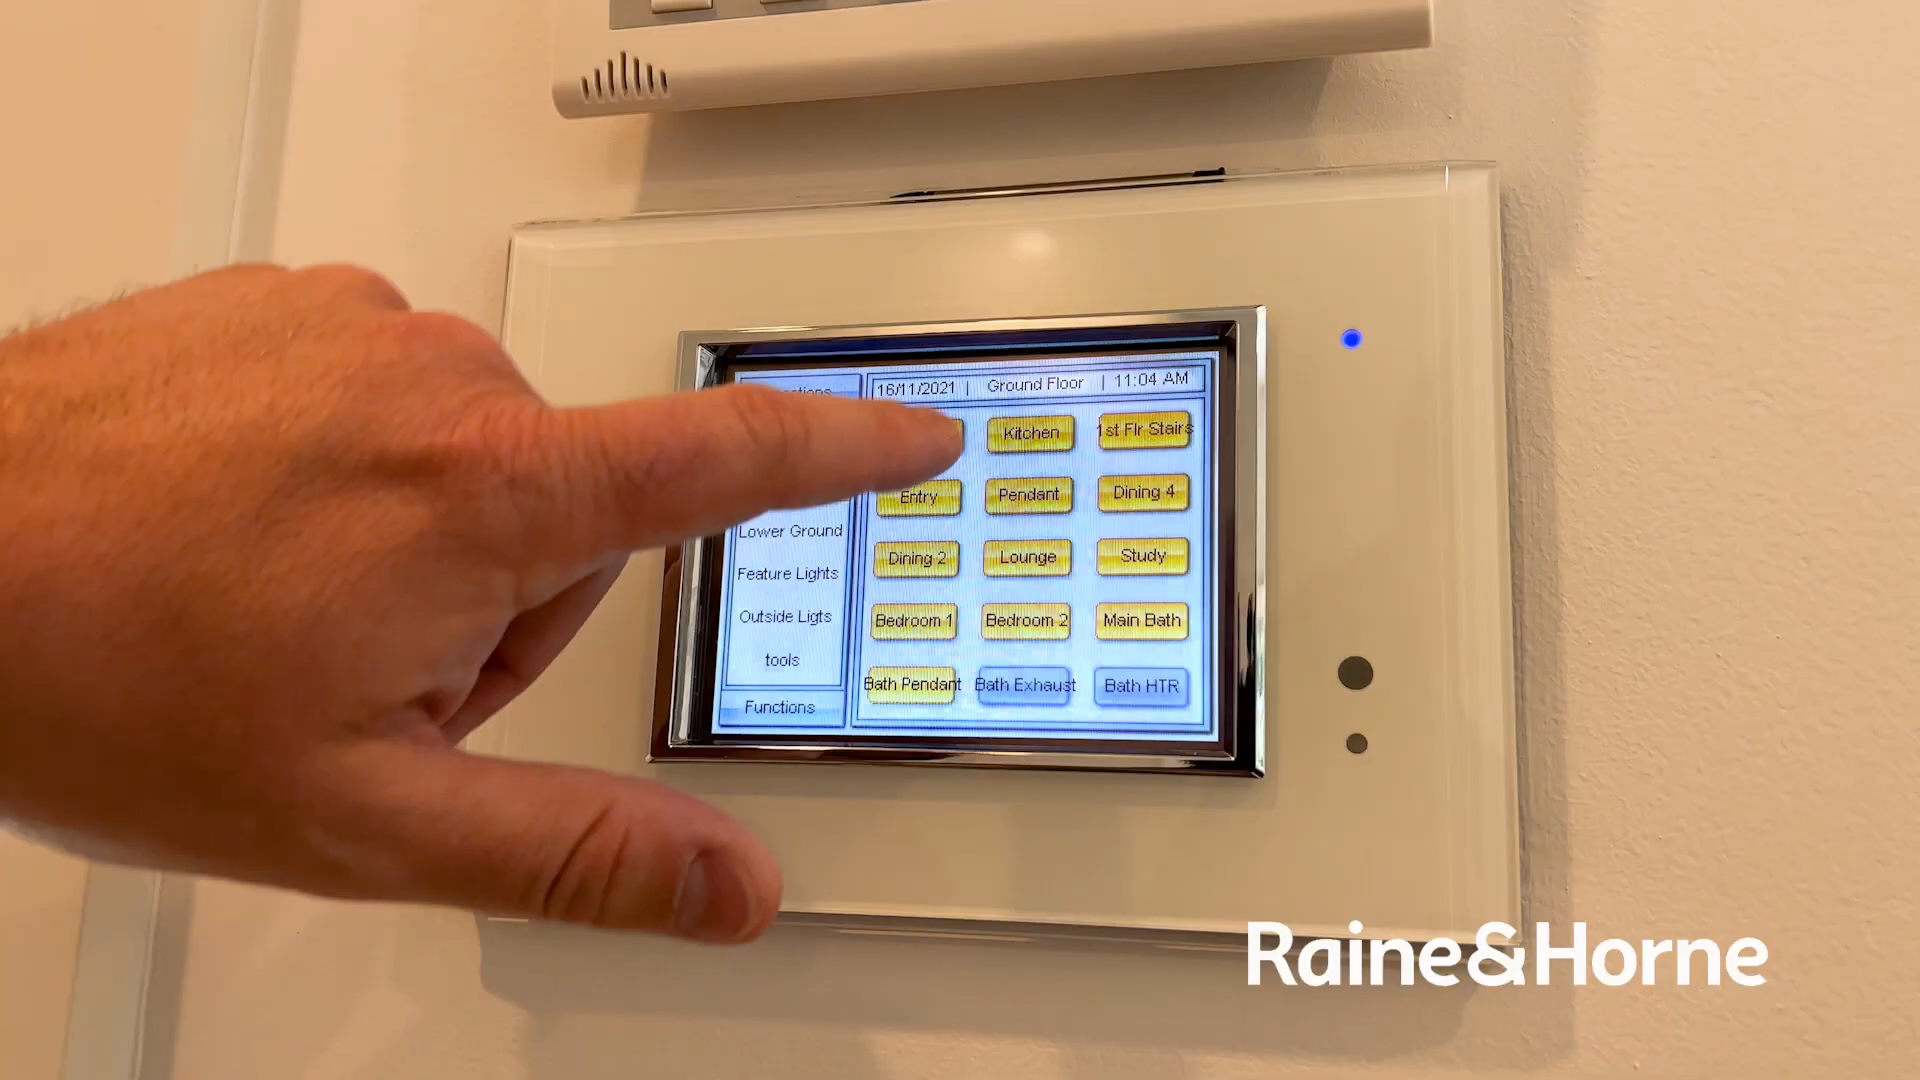 16/11/2021 | Ground Floor | 11:04 AM
Kitchen
1st Flr Stairs
Entry
Pendant
Dining 4
Lower Ground
Dining 2
Lounge
Study
Feature Lights
Outside Ligts
Bedroom 1
Bedroom 2
Main Bath
tools
Bath Pendant
Bath Exhaust
Bath HTR
Functions
Raine&Horne